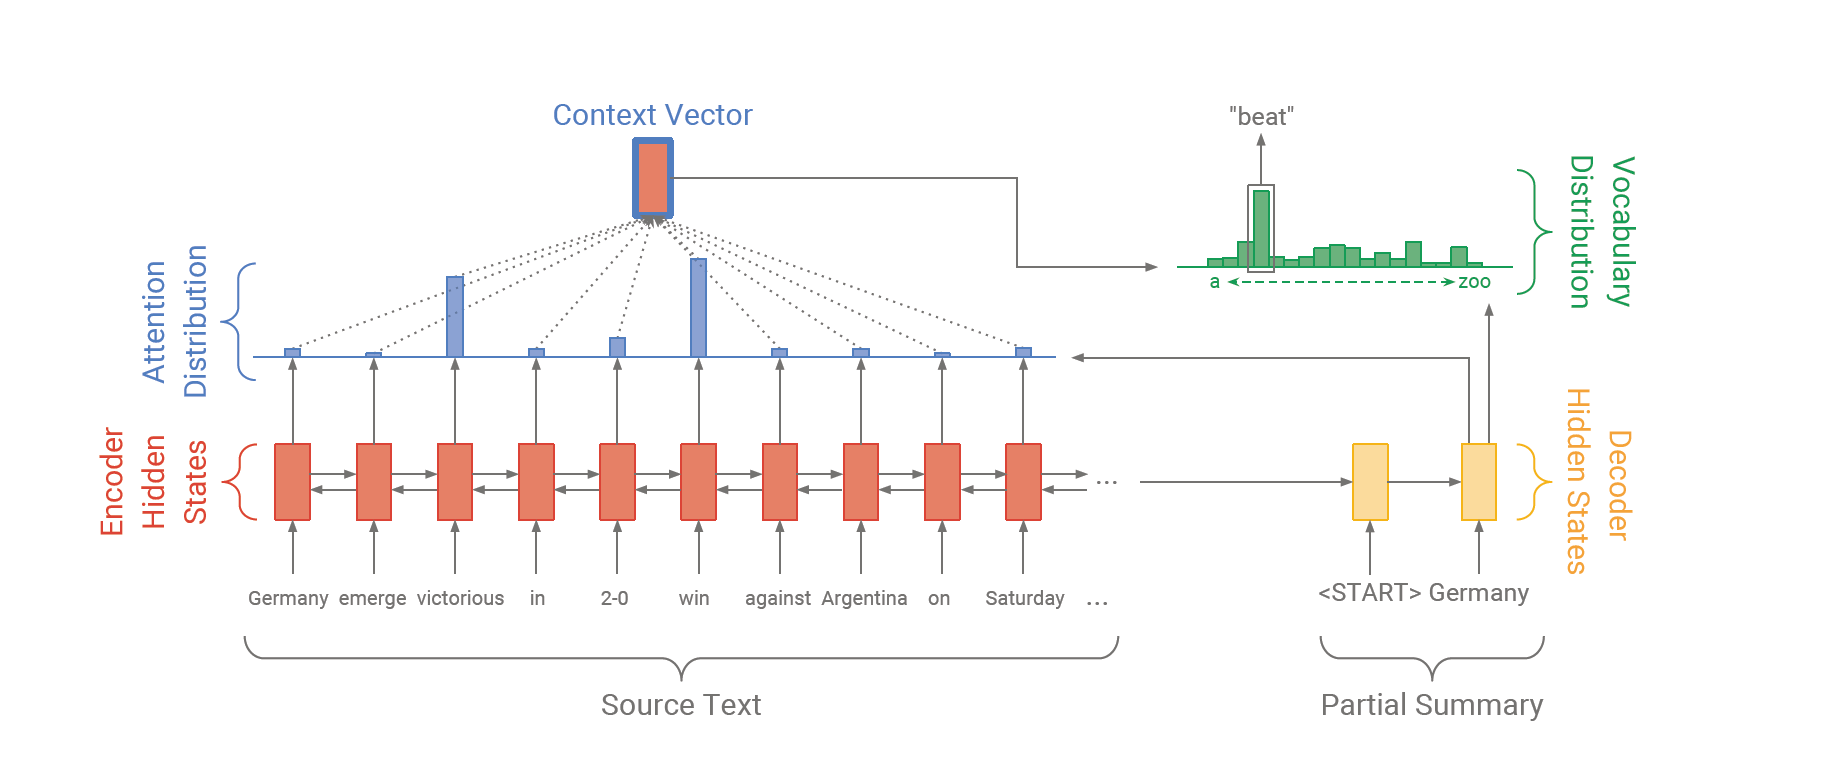 Context Vector
"beat"
Vocabulary
Distribution
a
zoo
Attention
Distribution
Encoder
Hidden
States
...
Decoder
Hidden States
Germany emerge victorious in 2-0 win against Argentina on Saturday ...
<START> Germany
Source Text
Partial Summary